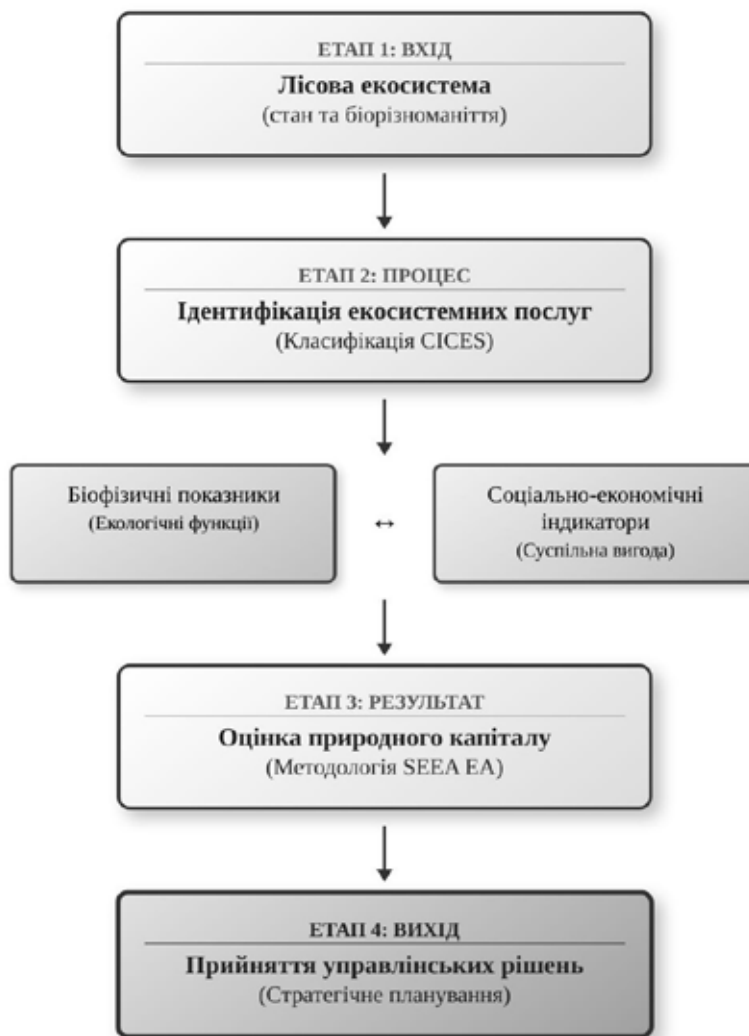 ЕТАП 1: ВХІД
Лісова екосистема
(стан та біорізноманіття)
ЕТАП 2: ПРОЦЕС
Ідентифікація екосистемних послуг
(Класифікація CICES)
Біофізичні показники
(Екологічні функції)
Соціально-економічні
індикатори
(Суспільна вигода)
ЕТАП 3: РЕЗУЛЬТАТ
Оцінка природного капіталу
(Методологія SEEA EA)
ЕТАП 4: ВИХІД
Прийняття управлінських рішень
(Стратегічне планування)